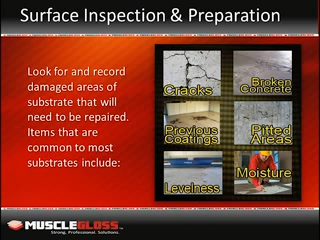 Surface Inspection & Preparation
Look for and record
damaged areas of
substrate that will
need to be repaired.
Items that are
common to most
substrates include:
Cracks
Broken
Concrete
Previous
Coatings
Pitted
Areas
Levelness
Moisture
MUSCLEGLOSS
Strong. Professional. Solutions.